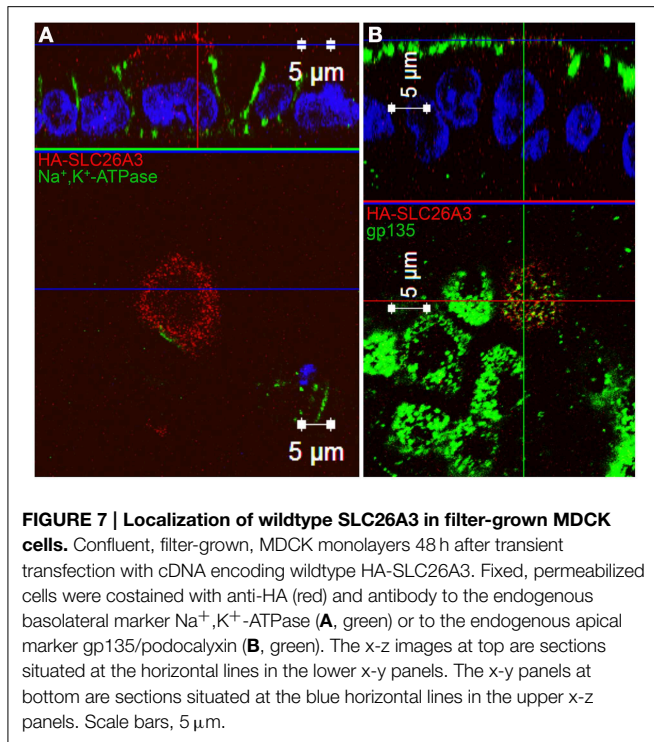 A
5 µm
HA-SLC26A3
Na⁺,K⁺-ATPase
5 µm
B
5 µm
HA-SLC26A3
gp135
5 µm
FIGURE 7 | Localization of wildtype SLC26A3 in filter-grown MDCK
cells. Confluent, filter-grown, MDCK monolayers 48 h after transient
transfection with cDNA encoding wildtype HA-SLC26A3. Fixed, permeabilized
cells were costained with anti-HA (red) and antibody to the endogenous
basolateral marker Na⁺,K⁺-ATPase (A, green) or to the endogenous apical
marker gp135/podocalyxin (B, green). The x-z images at top are sections
situated at the horizontal lines in the lower x-y panels. The x-y panels at
bottom are sections situated at the blue horizontal lines in the upper x-z
panels. Scale bars, 5 µm.